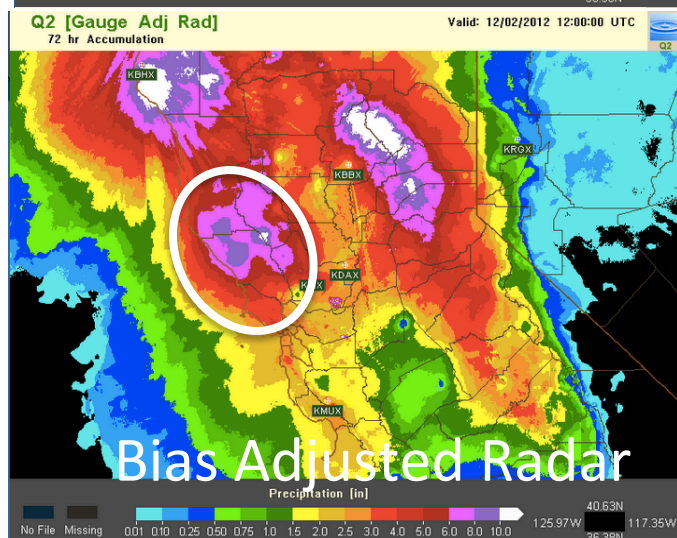 Q2 [Gauge Adj Rad]
72 hr Accumulation
Valid: 12/02/2012 12:00:00 UTC
Q2
KBHX
KRGX
KBBX
KDAX
KMUX
Bias Adjusted Radar
Precipitation [in]
No File Missing 0.01 0.10 0.25 0.50 0.75 1.0 1.5 2.0 2.5 3.0 4.0 5.0 6.0 8.0 10.0
40.63N
125.97W 117.35W